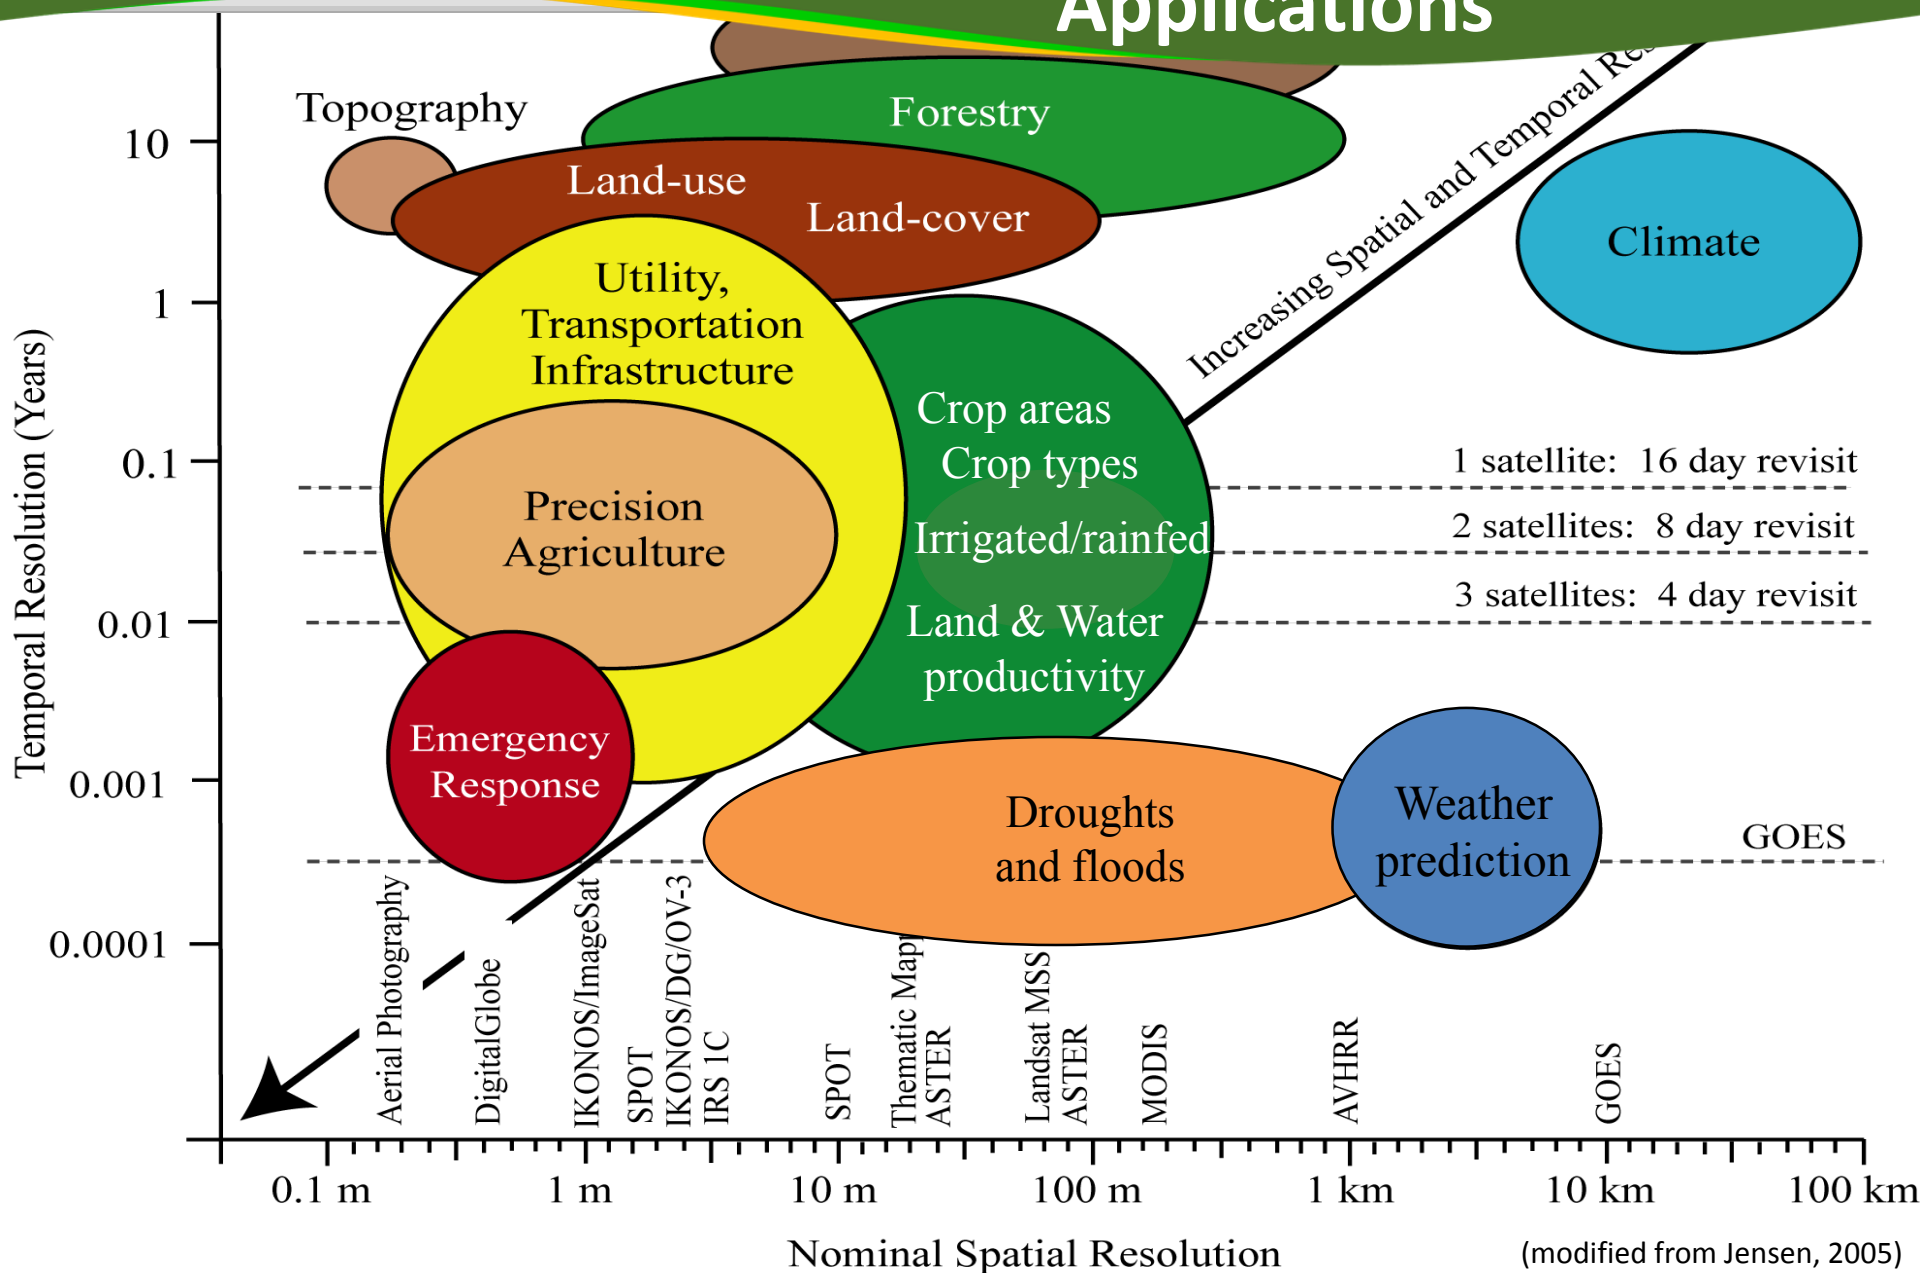 Applications
Topography
Forestry
Land-use
Land-cover
Increasing Spatial and Temporal
Climate
Utility,
Transportation
Infrastructure
Crop areas
Crop types
Irrigated/rainfed
Land & Water
productivity
Precision
Agriculture
Emergency
Response
Droughts
and floods
Weather
prediction
1 satellite: 16 day revisit
2 satellites: 8 day revisit
3 satellites: 4 day revisit
GOES
Temporal Resolution (Years)
10
1
0.1
0.01
0.001
0.0001
Aerial Photography
DigitalGlobe
IKONOS/ImageSat
SPOT
IKONOS/DG/OV-3
IRS 1C
SPOT
Thematic
ASTER
Landsat MSS
ASTER
MODIS
AVHRR
GOES
0.1 m
1 m
10 m
100 m
1 km
10 km
100 km
Nominal Spatial Resolution
(modified from Jensen, 2005)